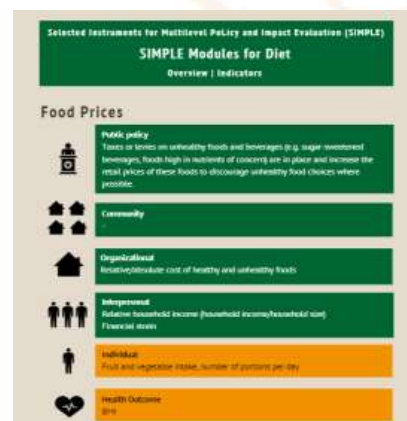 Selected Instruments for Multilevel PoLicy and Impact Evaluation (SIMPLE)
SIMPLE Modules for Diet
Overview | Indicators
Food Prices
Public policy
Taxes or levies on unhealthy foods and beverages (e.g. sugar-sweetened
beverages, foods high in nutrients of concern) are in place and increase the
retail prices of these foods to discourage unhealthy food choices where
possible.
Community
-
Organizational
Relative/absolute cost of healthy and unhealthy foods
Interpersonal
Relative household income (household income/household size)
Financial strain
Individual
Fruit and vegetable intake, number of portions per day
Health Outcome
BMI